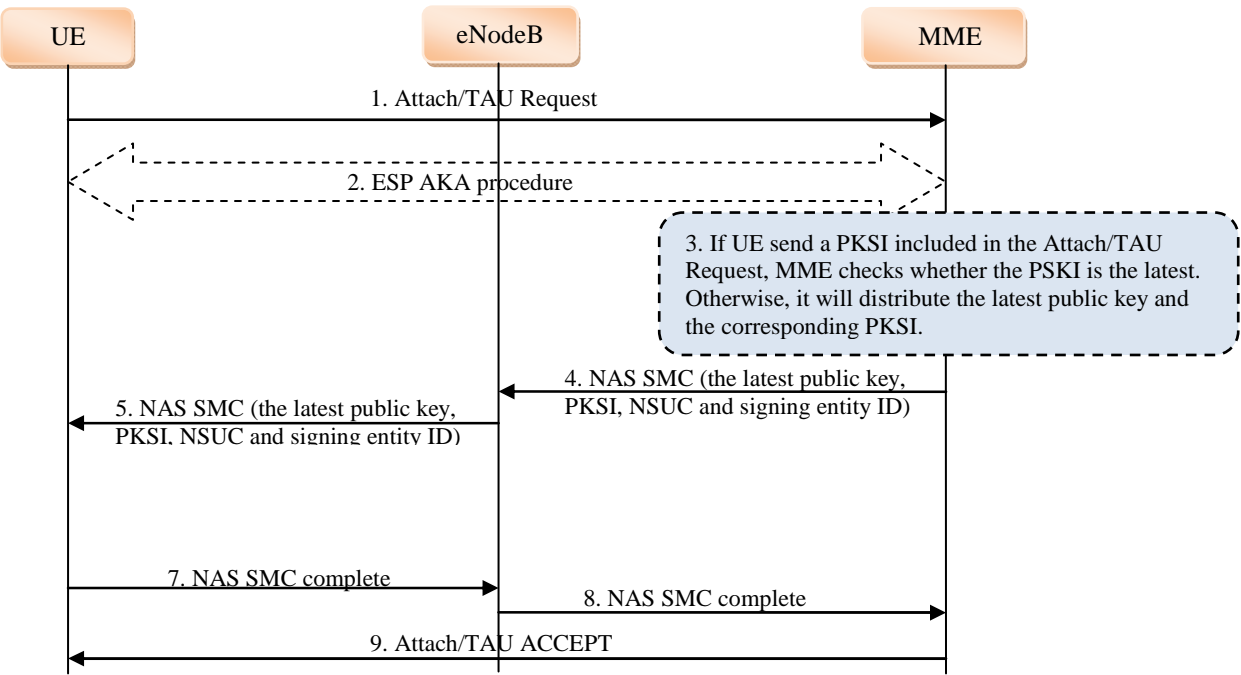 UE
eNodeB
MME
1. Attach/TAU Request
2. ESP AKA procedure
3. If UE send a PKSI included in the Attach/TAU
Request, MME checks whether the PSKI is the latest.
Otherwise, it will distribute the latest public key and
the corresponding PKSI.
4. NAS SMC (the latest public key,
PKSI, NSUC and signing entity ID)
5. NAS SMC (the latest public key,
PKSI, NSUC and signing entity ID)
7. NAS SMC complete
8. NAS SMC complete
9. Attach/TAU ACCEPT